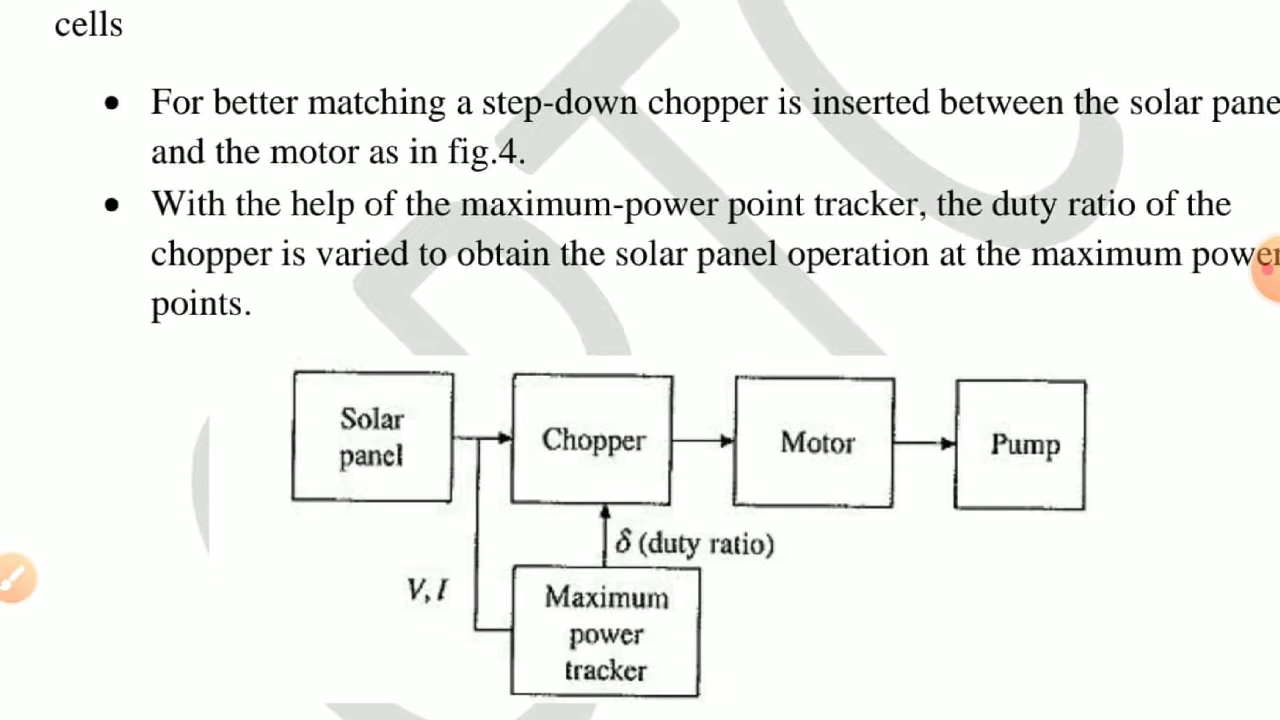 cells
• For better matching a step-down chopper is inserted between the solar pane
and the motor as in fig.4.
• With the help of the maximum-power point tracker, the duty ratio of the
chopper is varied to obtain the solar panel operation at the maximum power
points.
Solar
panel
Chopper
Motor
Pump
δ (duty ratio)
V, I
Maximum
power
tracker